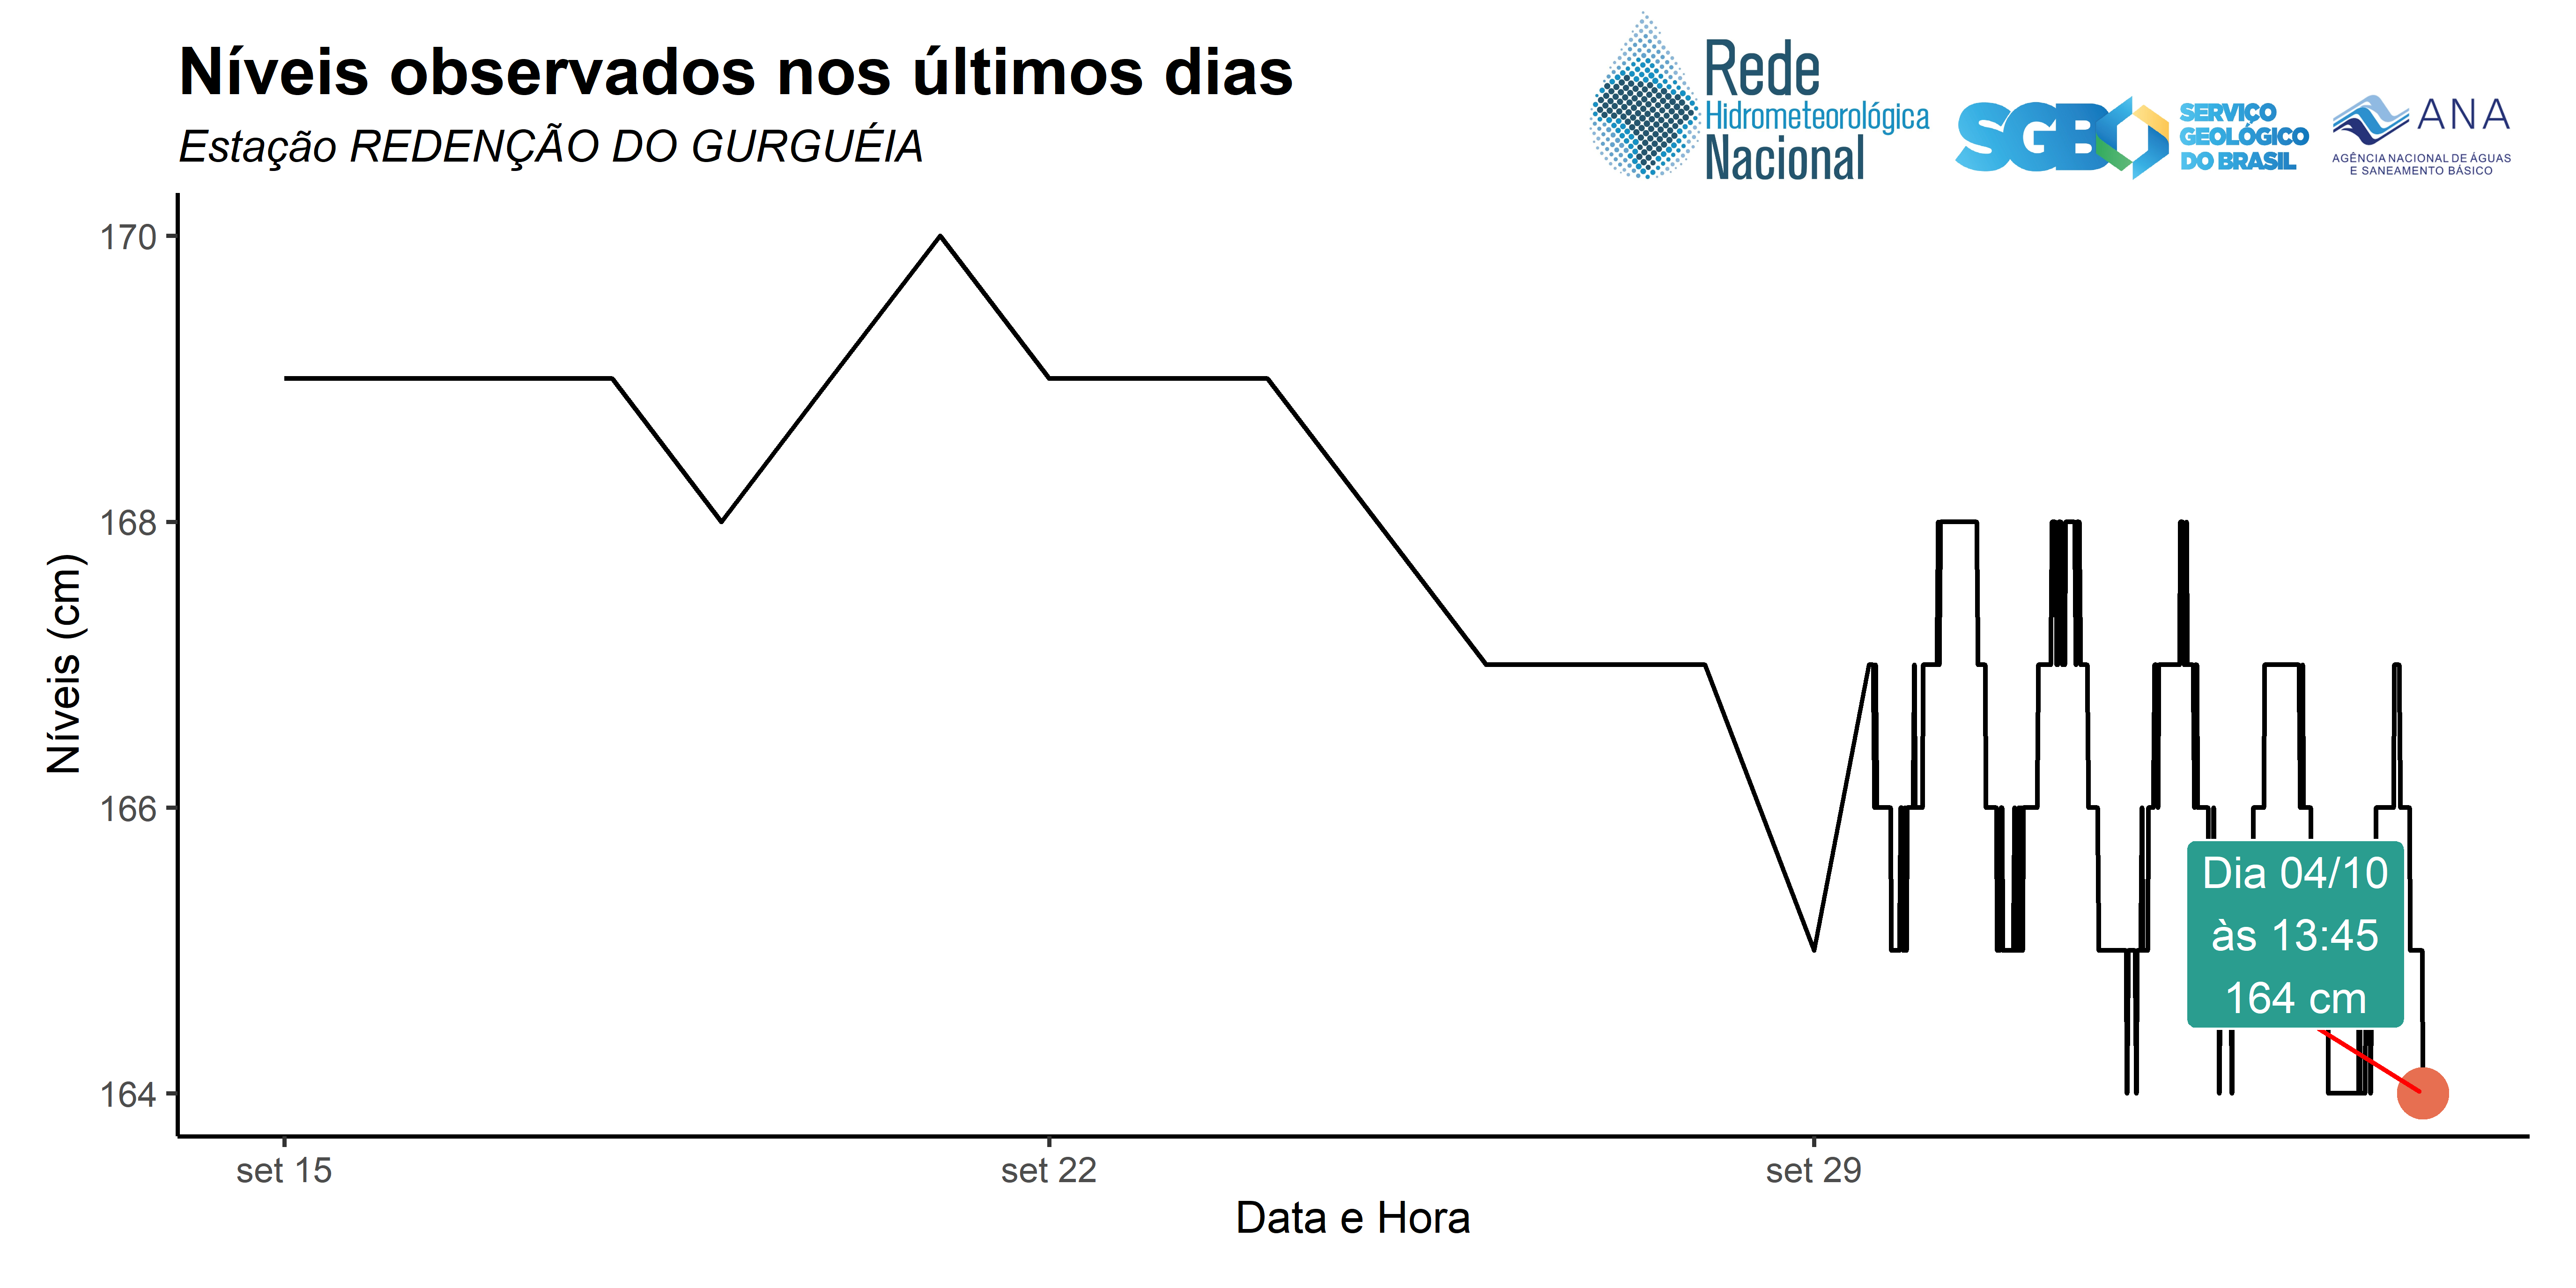 Níveis observados nos últimos dias
Estação REDENÇÃO DO GURGUÉIA
Rede
Hidrometeorológica
Nacional
SGB
SERVIÇO
GEOLÓGICO
DO BRASIL
ANA
AGÊNCIA NACIONAL DE ÁGUAS
E SANEAMENTO BÁSICO
Níveis (cm)
170
168
166
164
Dia 04/10
às 13:45
164 cm
set 15
set 22
set 29
Data e Hora